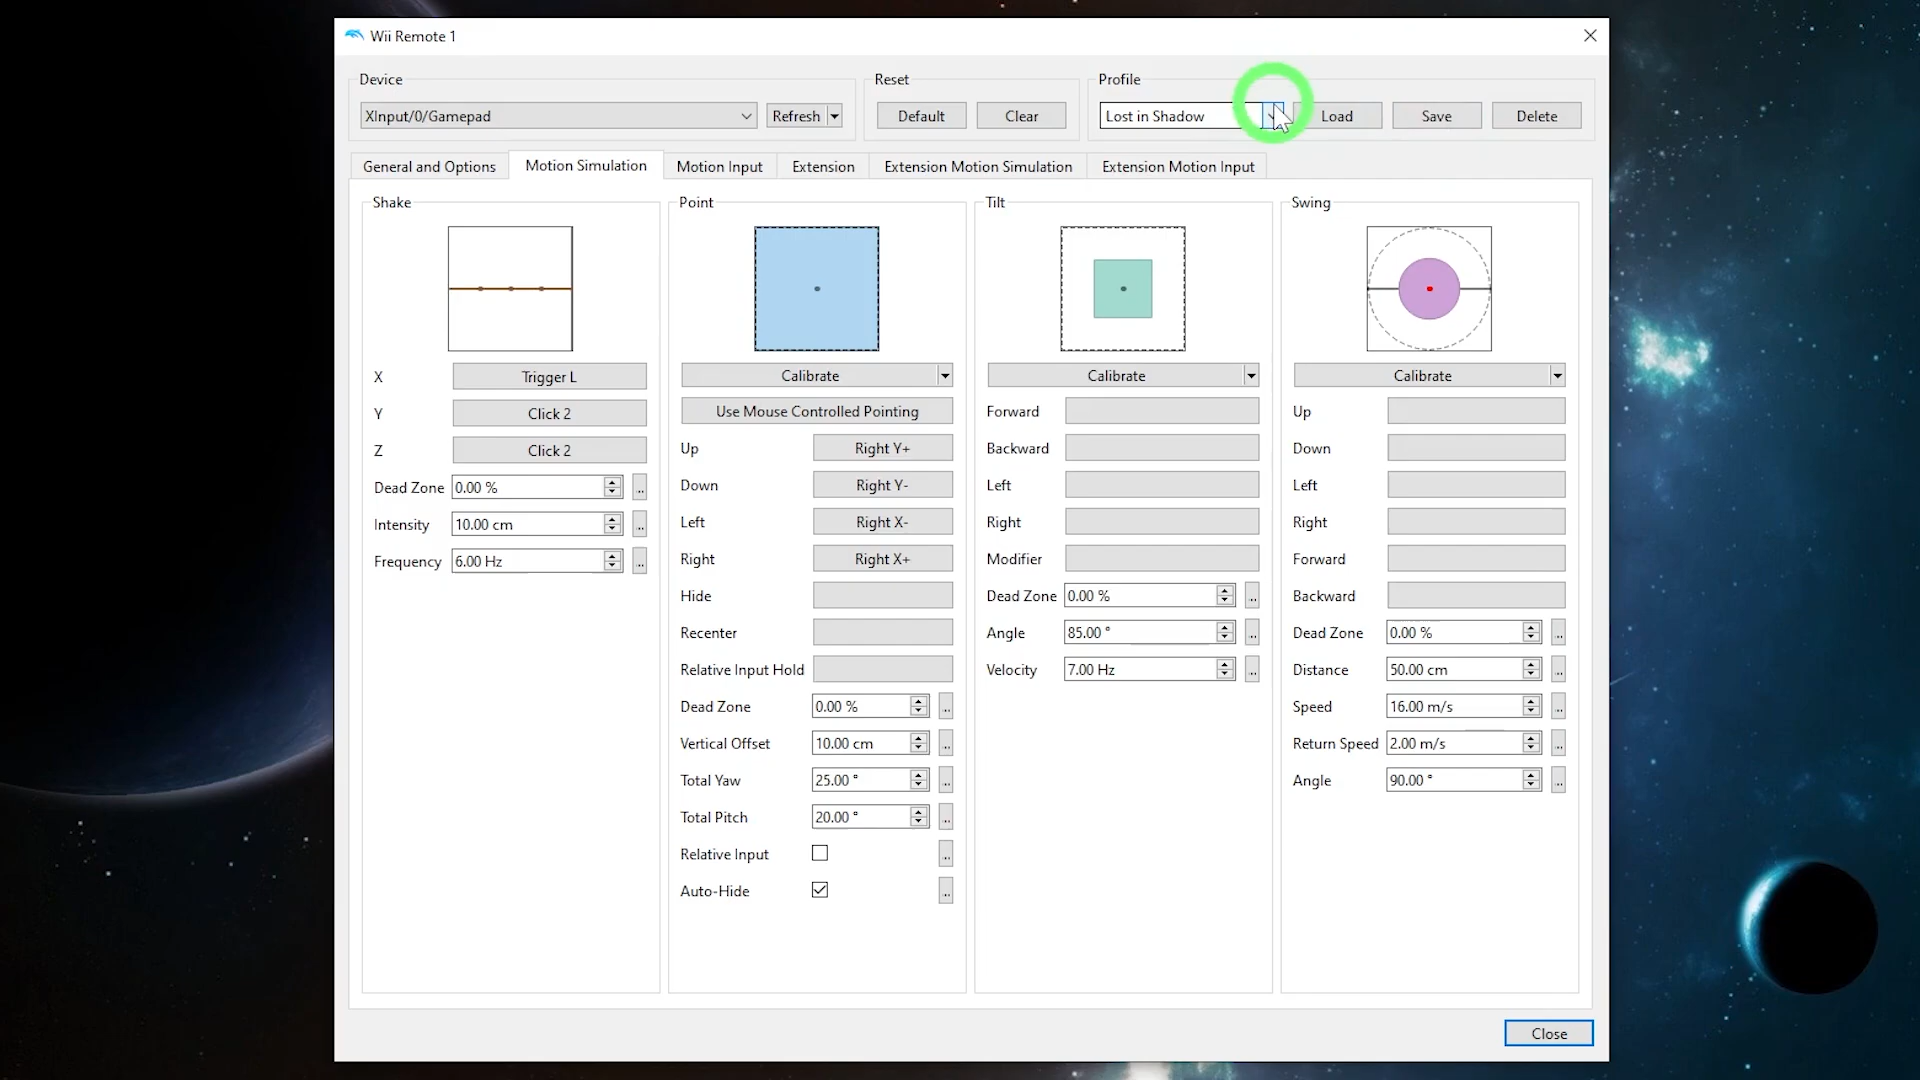 Wii Remote 1
Device
XInput/0/Gamepad
Refresh
Reset
Default
Clear
Profile
Lost in Shadow
Load
Save
Delete
General and Options
Motion Simulation
Motion Input
Extension
Extension Motion Simulation
Extension Motion Input
Shake
X
Trigger L
Y
Click 2
Z
Click 2
Dead Zone
0.00 %
...
Intensity
10.00 cm
...
Frequency
6.00 Hz
...
Point
Calibrate
Use Mouse Controlled Pointing
Up
Right Y+
Down
Right Y-
Left
Right X-
Right
Right X+
Hide
Recenter
Relative Input Hold
Dead Zone
0.00 %
...
Vertical Offset
10.00 cm
...
Total Yaw
25.00 °
...
Total Pitch
20.00 °
...
Relative Input
...
Auto-Hide
...
Tilt
Calibrate
Forward
Backward
Left
Right
Modifier
Dead Zone
0.00 %
...
Angle
85.00 °
...
Velocity
7.00 Hz
...
Swing
Calibrate
Up
Down
Left
Right
Forward
Backward
Dead Zone
0.00 %
...
Distance
50.00 cm
...
Speed
16.00 m/s
...
Return Speed
2.00 m/s
...
Angle
90.00 °
...
Close